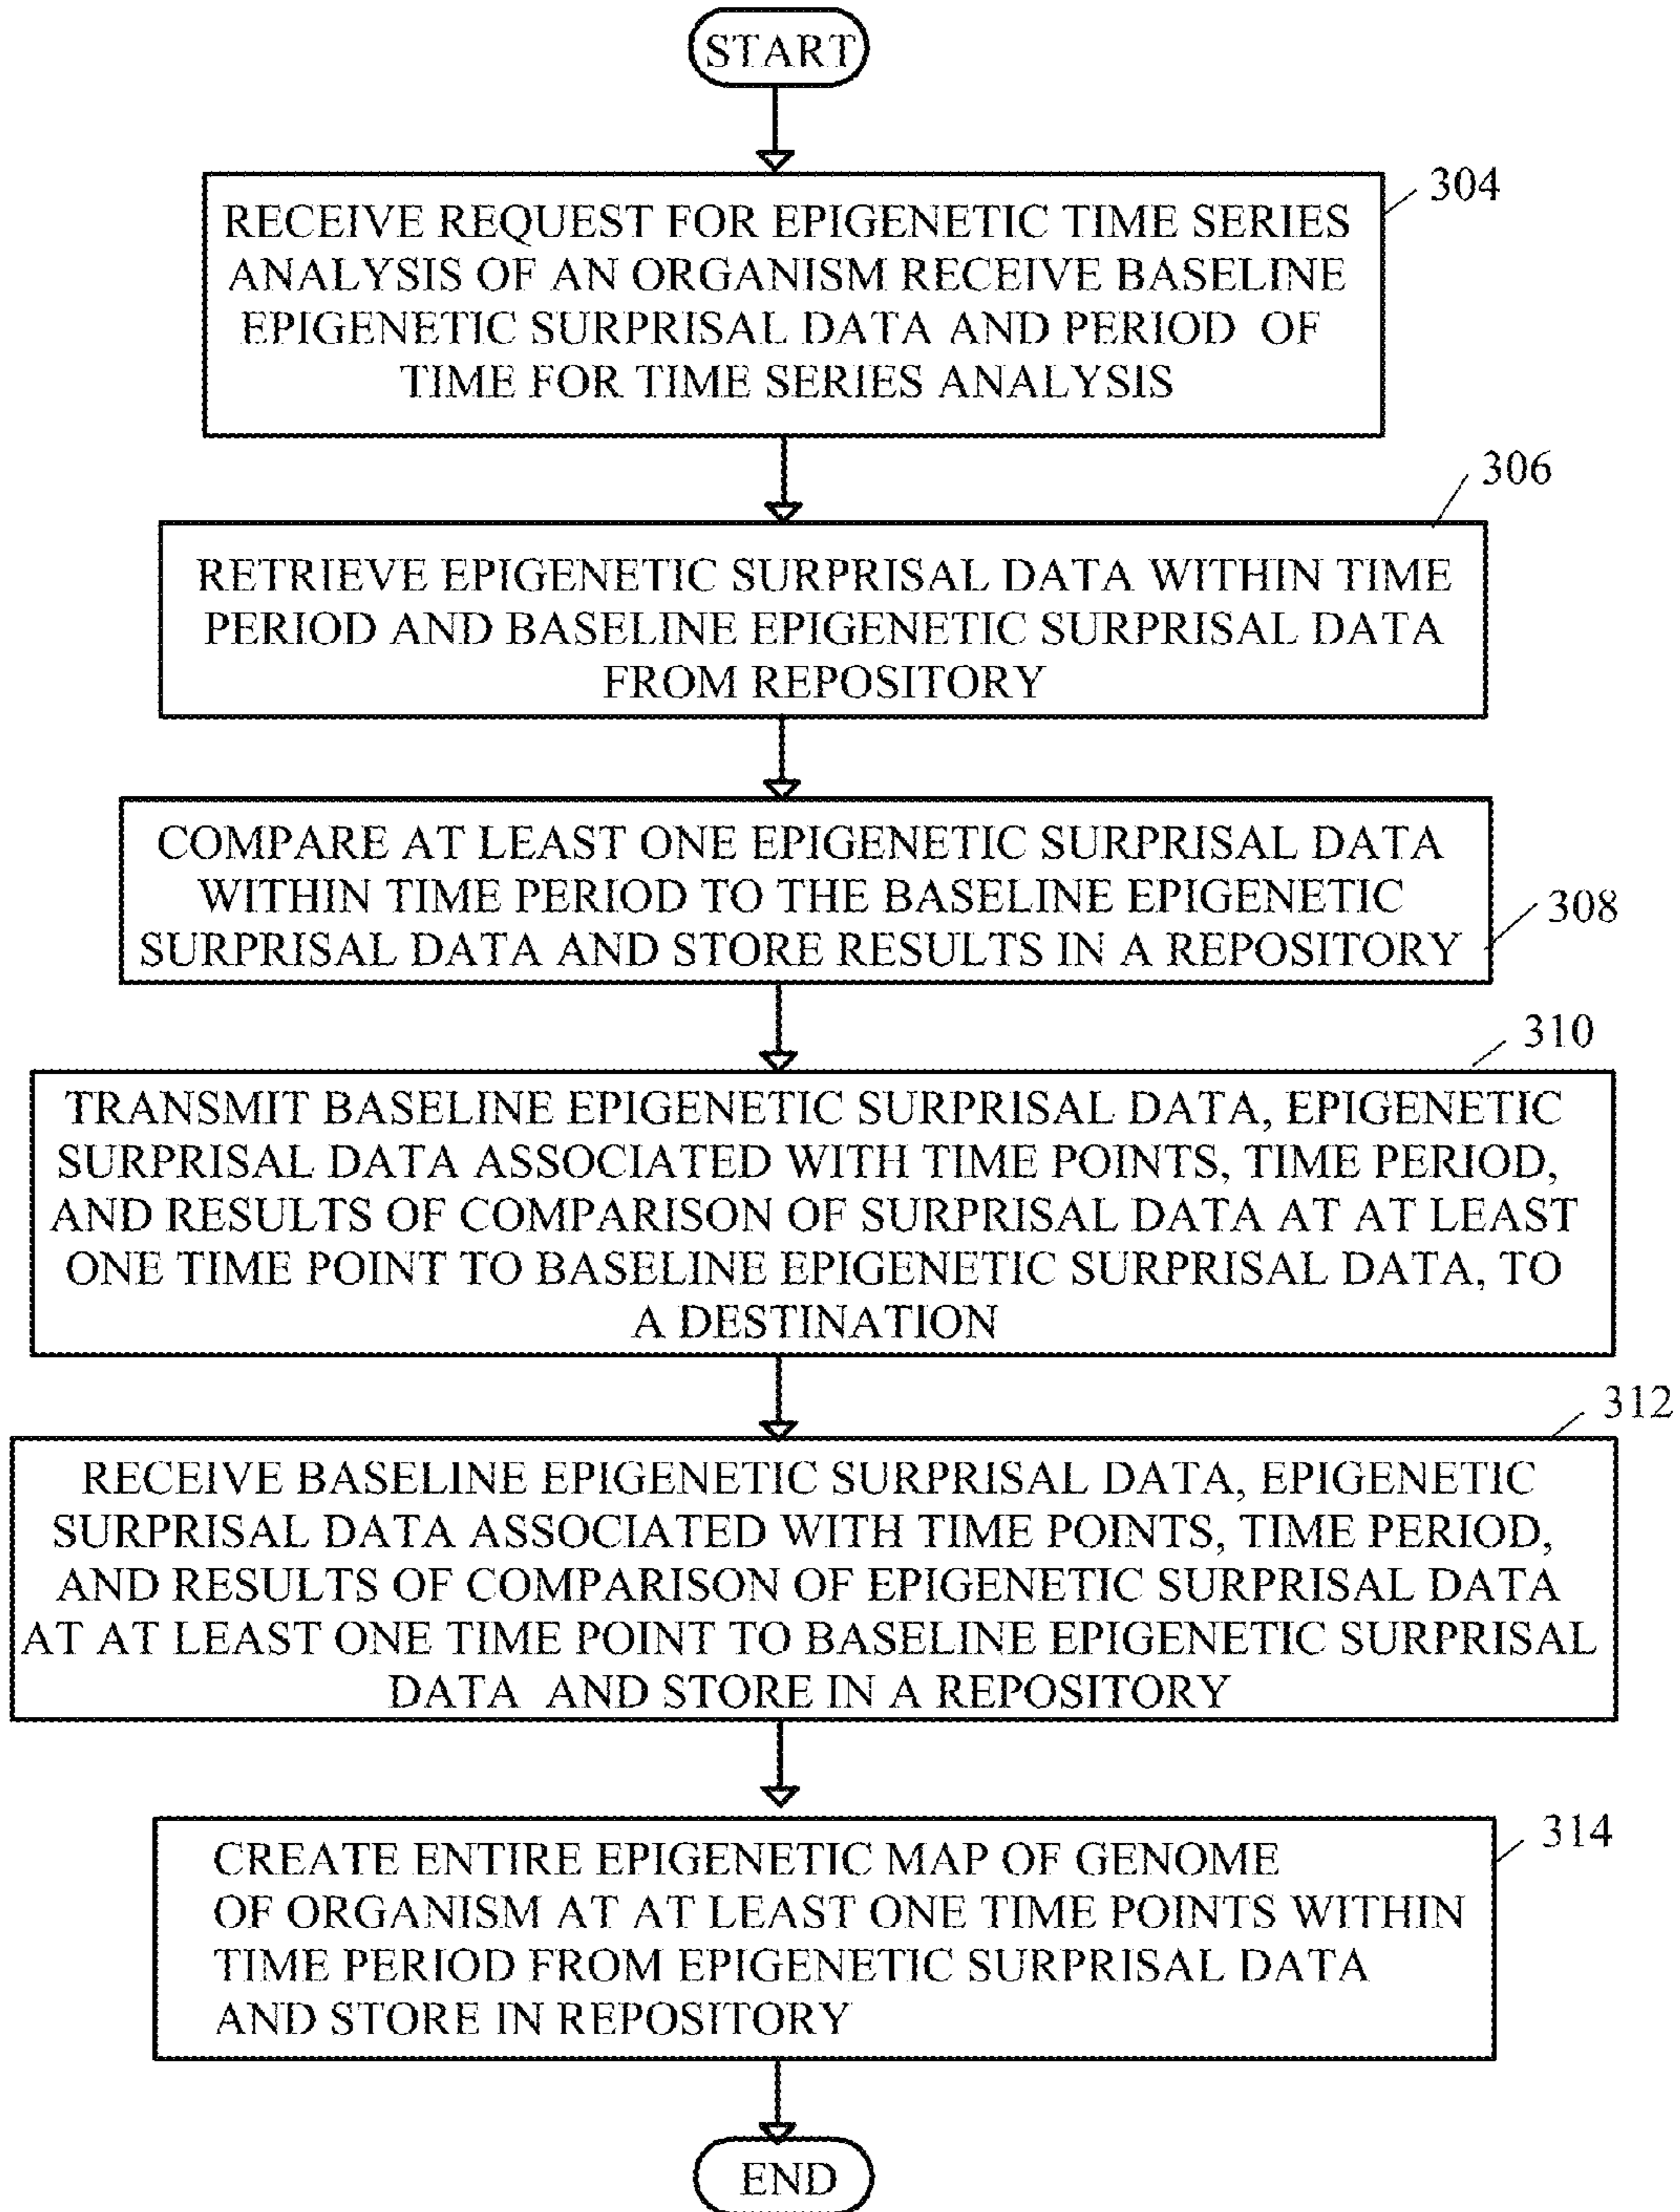 START
304
RECEIVE REQUEST FOR EPIGENETIC TIME SERIES
ANALYSIS OF AN ORGANISM RECEIVE BASELINE
EPIGENETIC SURPRISAL DATA AND PERIOD OF
TIME FOR TIME SERIES ANALYSIS
306
RETRIEVE EPIGENETIC SURPRISAL DATA WITHIN TIME
PERIOD AND BASELINE EPIGENETIC SURPRISAL DATA
FROM REPOSITORY
COMPARE AT LEAST ONE EPIGENETIC SURPRISAL DATA
WITHIN TIME PERIOD TO THE BASELINE EPIGENETIC
308
SURPRISAL DATA AND STORE RESULTS IN A REPOSITORY
310
TRANSMIT BASELINE EPIGENETIC SURPRISAL DATA, EPIGENETIC
SURPRISAL DATA ASSOCIATED WITH TIME POINTS, TIME PERIOD,
AND RESULTS OF COMPARISON OF SURPRISAL DATA AT AT LEAST
ONE TIME POINT TO BASELINE EPIGENETIC SURPRISAL DATA, TO
A DESTINATION
312
RECEIVE BASELINE EPIGENETIC SURPRISAL DATA, EPIGENETIC
SURPRISAL DATA ASSOCIATED WITH TIME POINTS, TIME PERIOD,
AND RESULTS OF COMPARISON OF EPIGENETIC SURPRISAL DATA
AT AT LEAST ONE TIME POINT TO BASELINE EPIGENETIC SURPRISAL
DATA AND STORE IN A REPOSITORY
314
CREATE ENTIRE EPIGENETIC MAP OF GENOME
OF ORGANISM AT AT LEAST ONE TIME POINTS WITHIN
TIME PERIOD FROM EPIGENETIC SURPRISAL DATA
AND STORE IN REPOSITORY
END